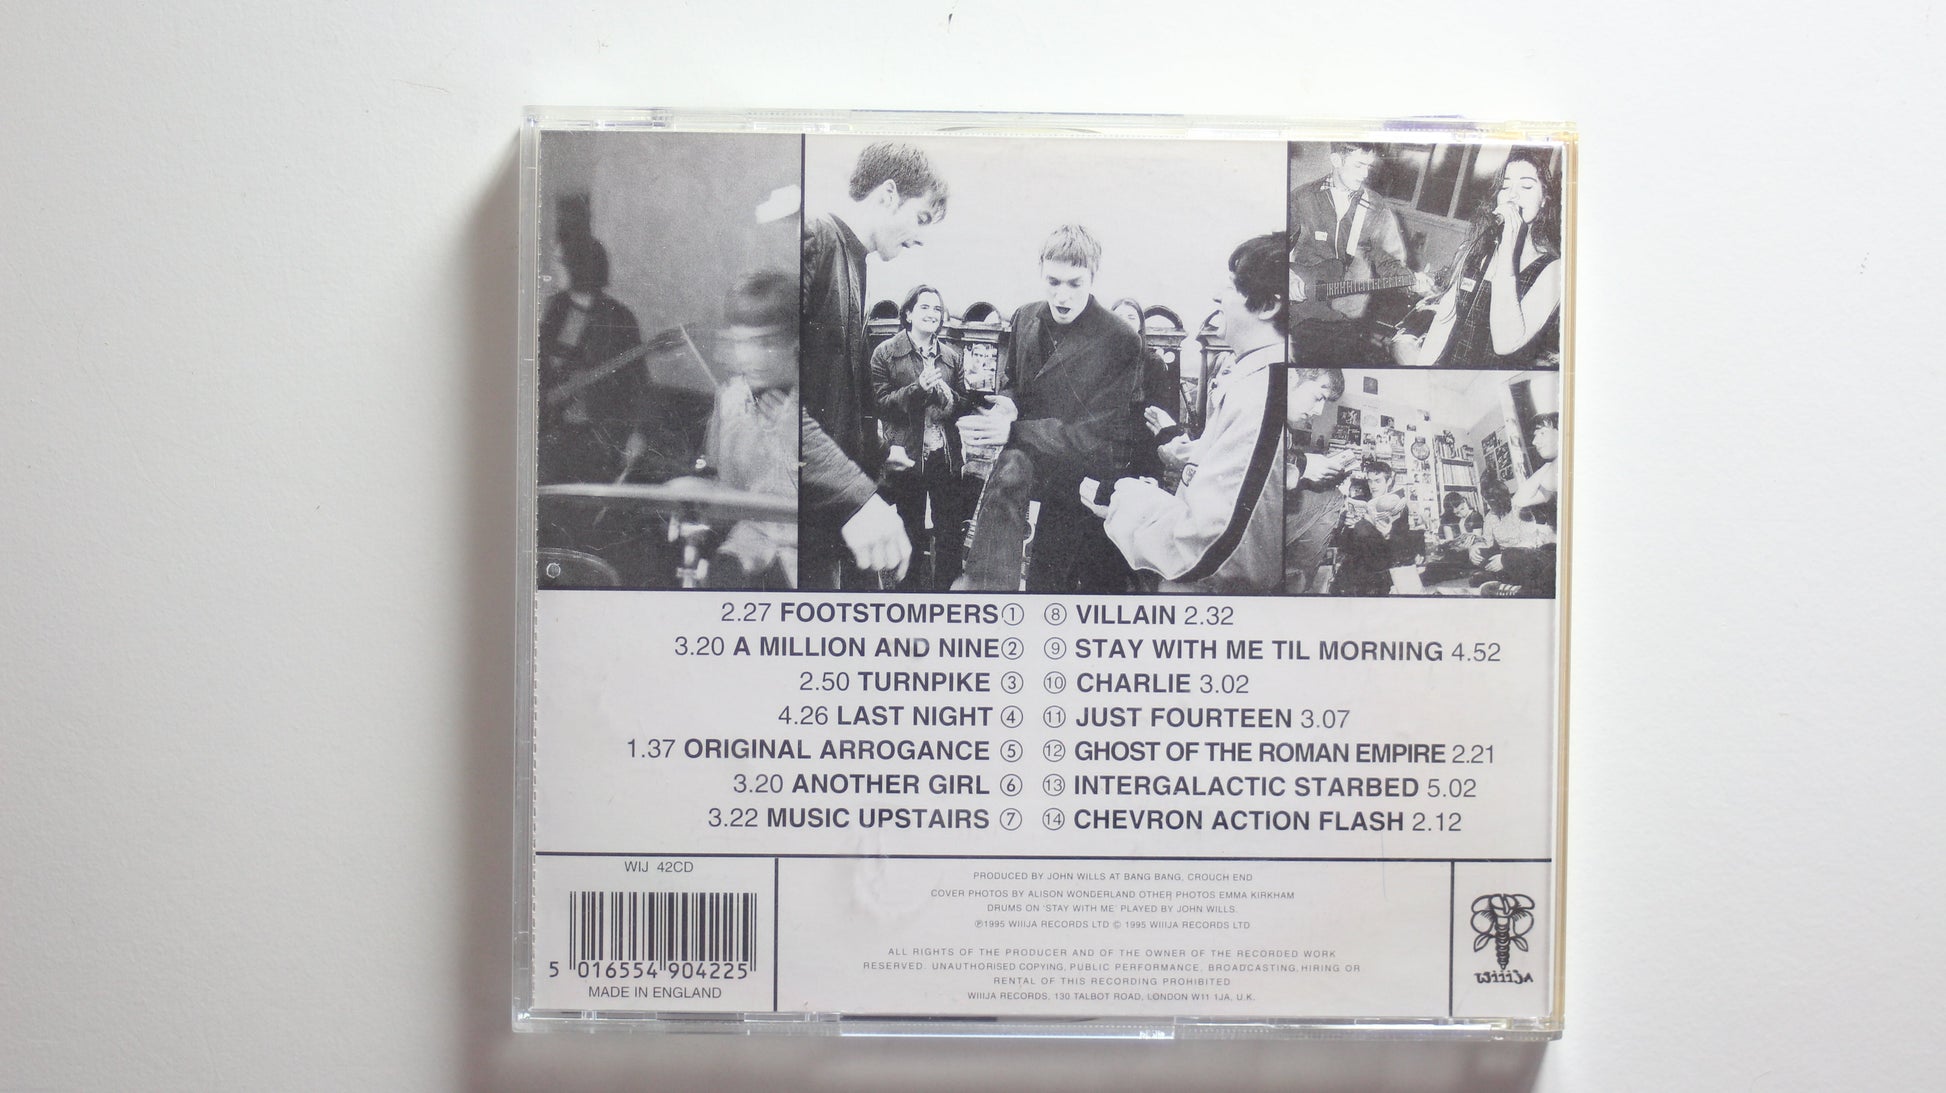 2.27 FOOTSTOMPERS ①
3.20 A MILLION AND NINE ②
2.50 TURNPIKE ③
4.26 LAST NIGHT ④
1.37 ORIGINAL ARROGANCE ⑤
3.20 ANOTHER GIRL ⑥
3.22 MUSIC UPSTAIRS ⑦
⑧ VILLAIN 2.32
⑨ STAY WITH ME TIL MORNING 4.52
⑩ CHARLIE 3.02
⑪ JUST FOURTEEN 3.07
⑫ GHOST OF THE ROMAN EMPIRE 2.21
⑬ INTERGALACTIC STARBED 5.02
⑭ CHEVRON ACTION FLASH 2.12
WIJ 42CD
5 016554 904225
MADE IN ENGLAND
PRODUCED BY JOHN WILLS AT BANG BANG, CROUCH END
COVER PHOTOS BY ALISON WONDERLAND OTHER PHOTOS EMMA KIRKHAM
DRUMS ON 'STAY WITH ME' PLAYED BY JOHN WILLS.
℗1995 WIIIJA RECORDS LTD © 1995 WIIIJA RECORDS LTD
ALL RIGHTS OF THE PRODUCER AND OF THE OWNER OF THE RECORDED WORK
RESERVED. UNAUTHORISED COPYING, PUBLIC PERFORMANCE, BROADCASTING, HIRING OR
RENTAL OF THIS RECORDING PROHIBITED
WIIIJA RECORDS, 130 TALBOT ROAD, LONDON W11 1JA, U.K.
wiiija